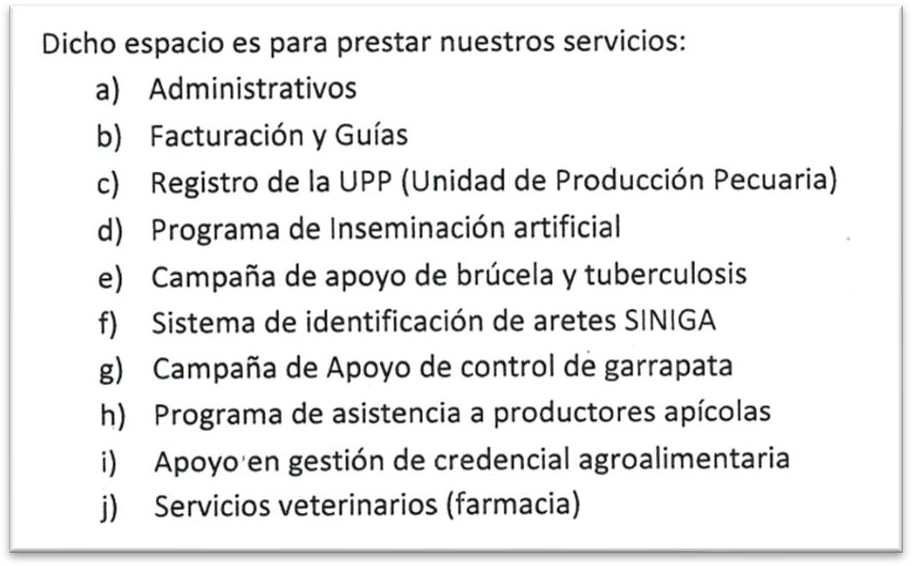 Dicho espacio es para prestar nuestros servicios:
a) Administrativos
b) Facturación y Guías
c) Registro de la UPP (Unidad de Producción Pecuaria)
d) Programa de Inseminación artificial
e) Campaña de apoyo de brúcela y tuberculosis
f) Sistema de identificación de aretes SINIGA
g) Campaña de Apoyo de control de garrapata
h) Programa de asistencia a productores apícolas
i) Apoyo en gestión de credencial agroalimentaria
j) Servicios veterinarios (farmacia)